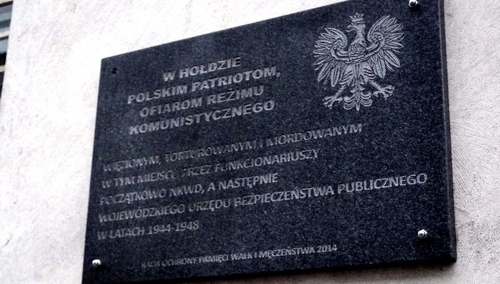 W HOŁDZIE
POLSKIM PATRIOTOM,
OFIAROM REŻIMU
KOMUNISTYCZNEGO
WIĘZIONYM, TORTUROWANYM I MORDOWANYM
W TYM MIEJSCU PRZEZ FUNKCJONARIUSZY
POCZĄTKOWO NKWD, A NASTĘPNIE
WOJEWÓDZKIEGO URZĘDU BEZPIECZEŃSTWA PUBLICZNEGO
W LATACH 1944-1948
RADA OCHRONY PAMIĘCI WALK I MĘCZEŃSTWA 2014